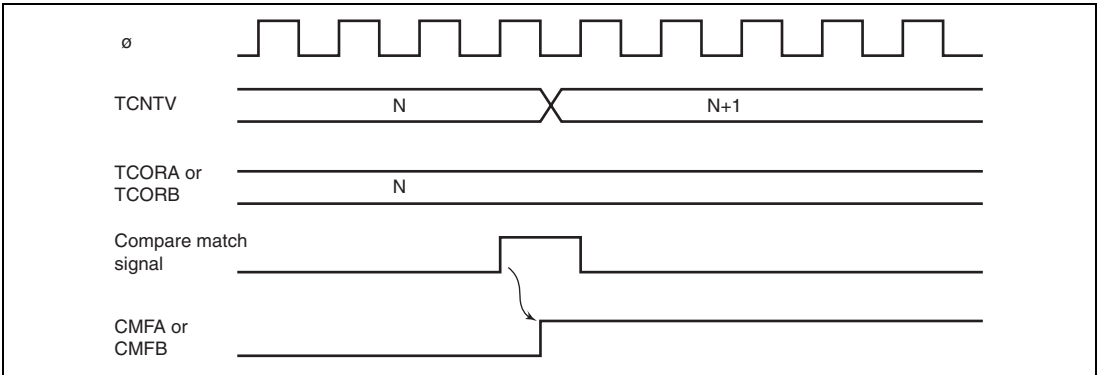 ø
TCNTV
N
N+1
TCORA or
TCORB
N
Compare match
signal
CMFA or
CMFB